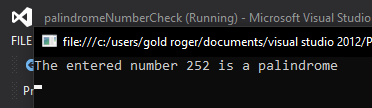 palindromeNumberCheck (Running) - Microsoft Visual Studio
FILE
file:///c:/users/gold roger/documents/visual studio 2012/P
The entered number 252 is a palindrome
Pr